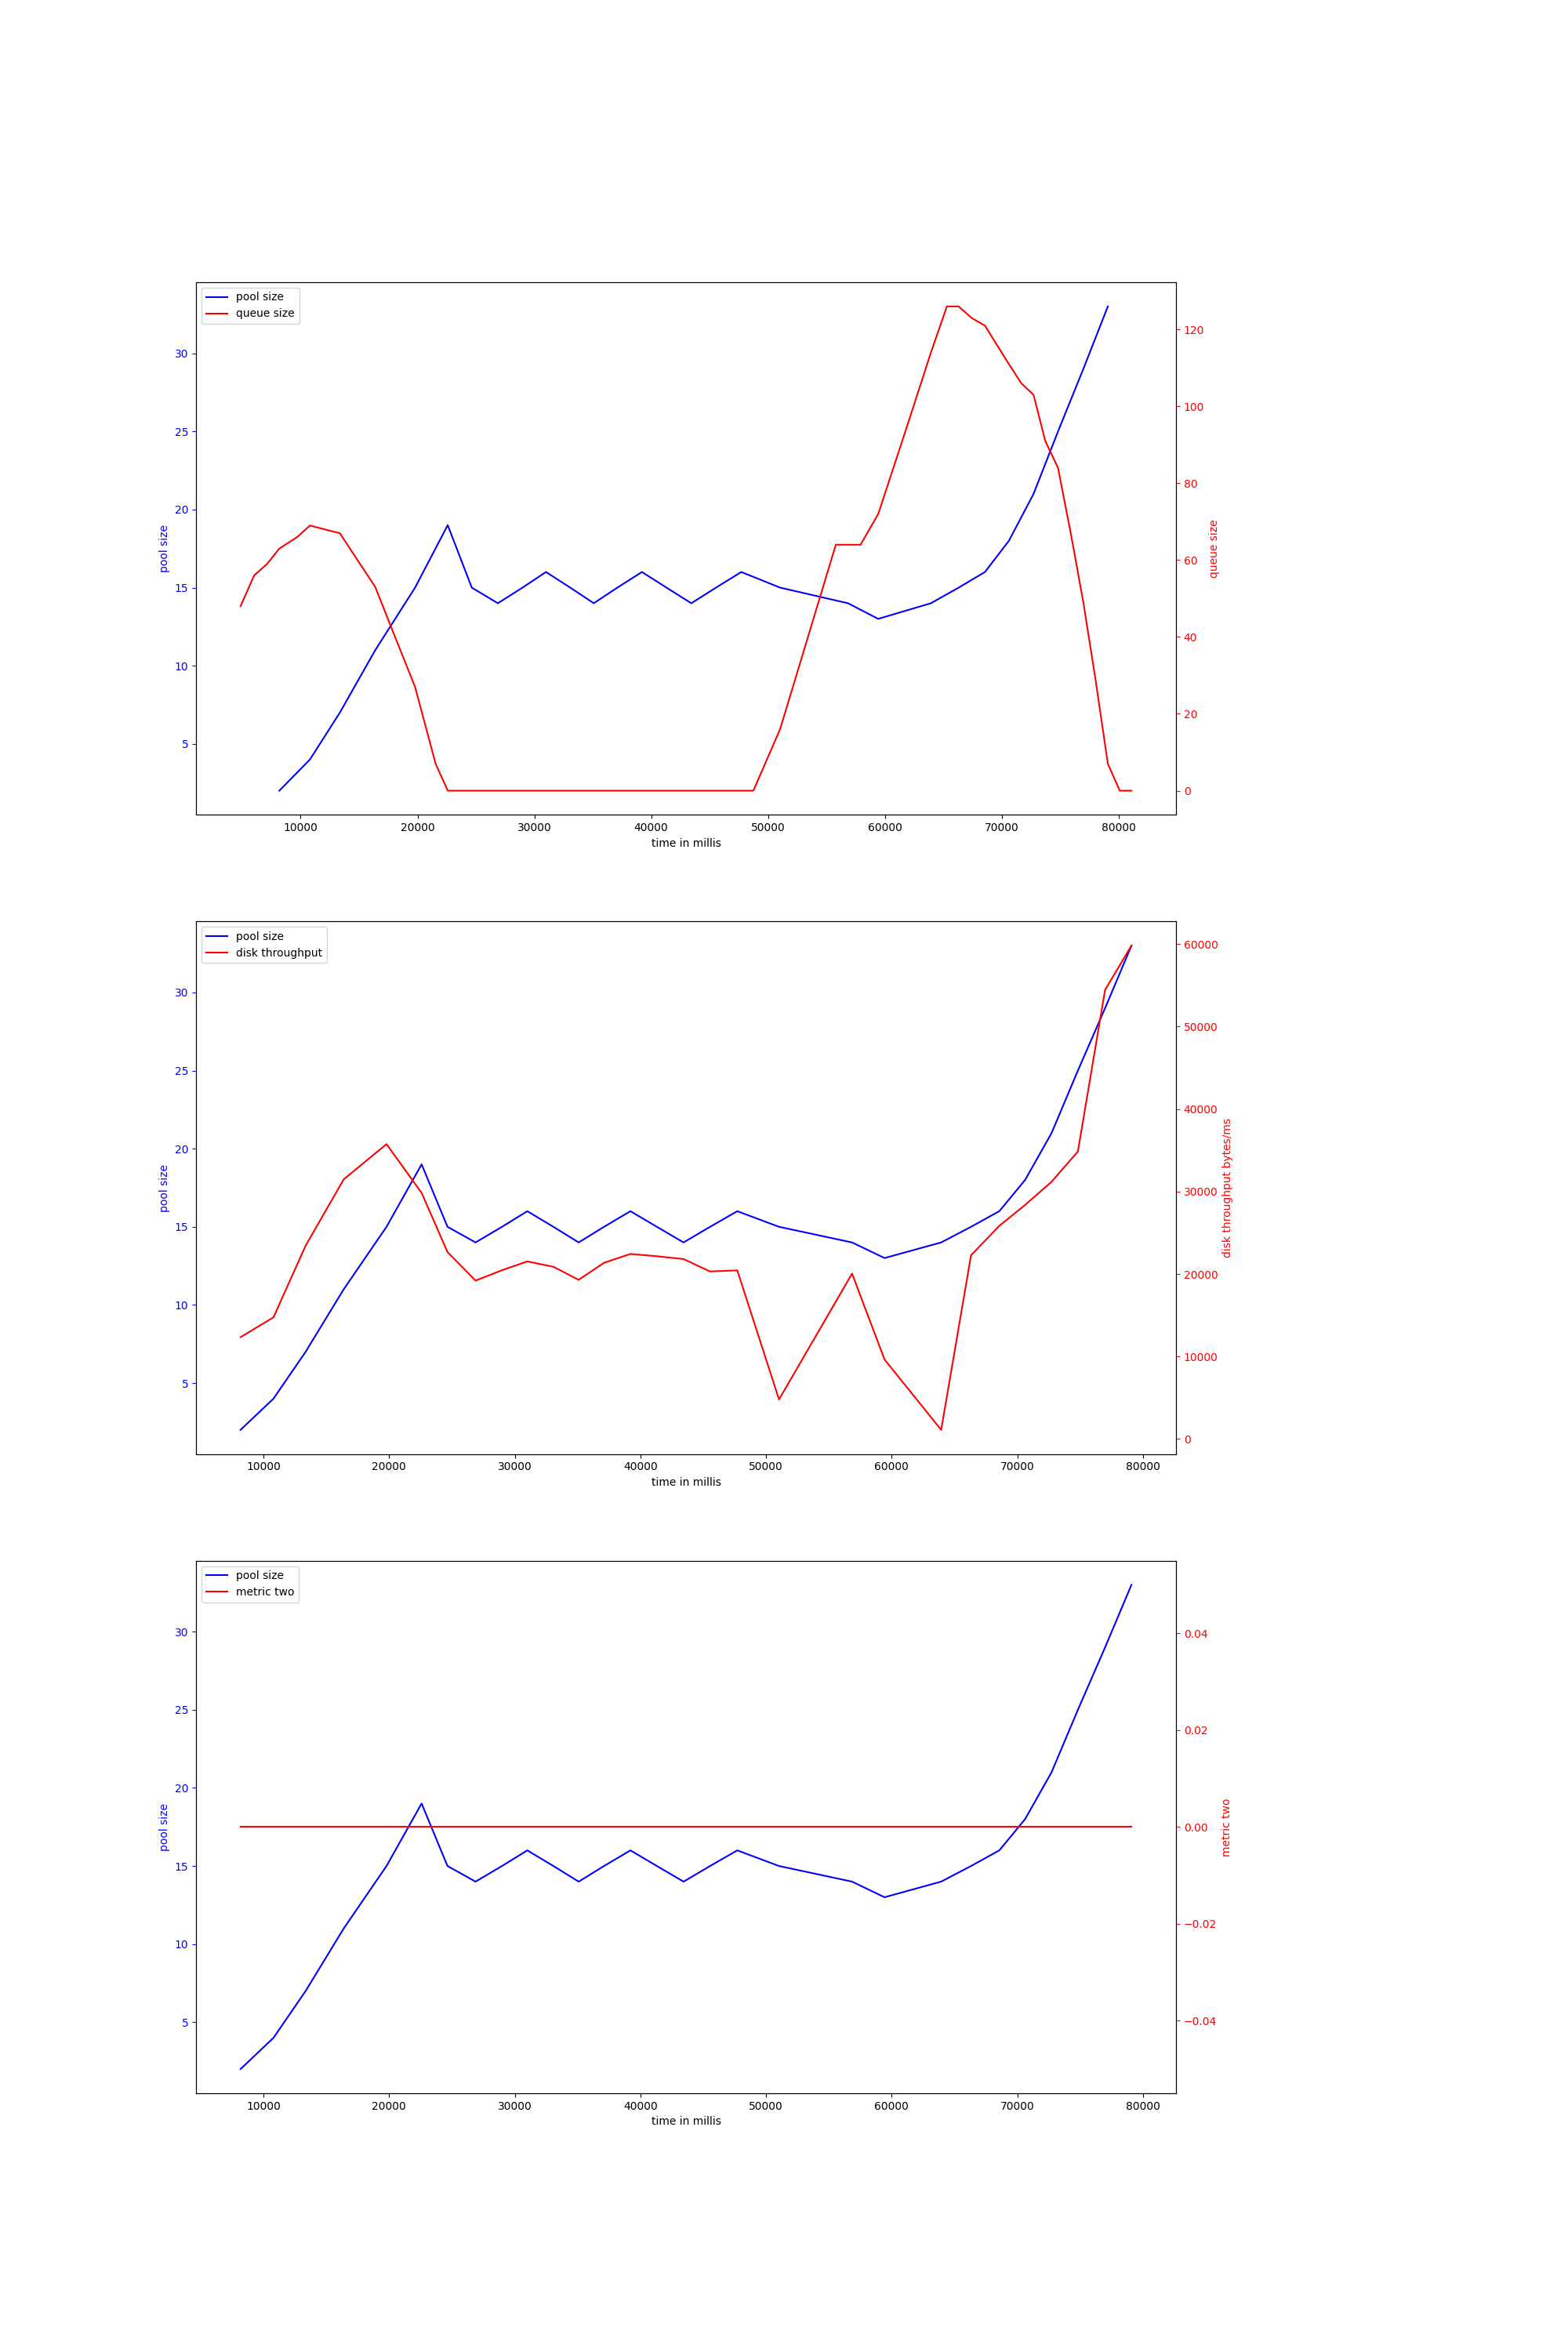 pool size
queue size
30
25
20
15
10
5
pool size
120
100
80
60
40
20
0
queue size
10000 20000 30000 40000 50000 60000 70000 80000
time in millis
pool size
disk throughput
30
25
20
15
10
5
pool size
60000
50000
40000
30000
20000
10000
0
disk throughput bytes/ms
10000 20000 30000 40000 50000 60000 70000 80000
time in millis
pool size
metric two
30
25
20
15
10
5
pool size
0.04
0.02
0.00
−0.02
−0.04
metric two
10000 20000 30000 40000 50000 60000 70000 80000
time in millis